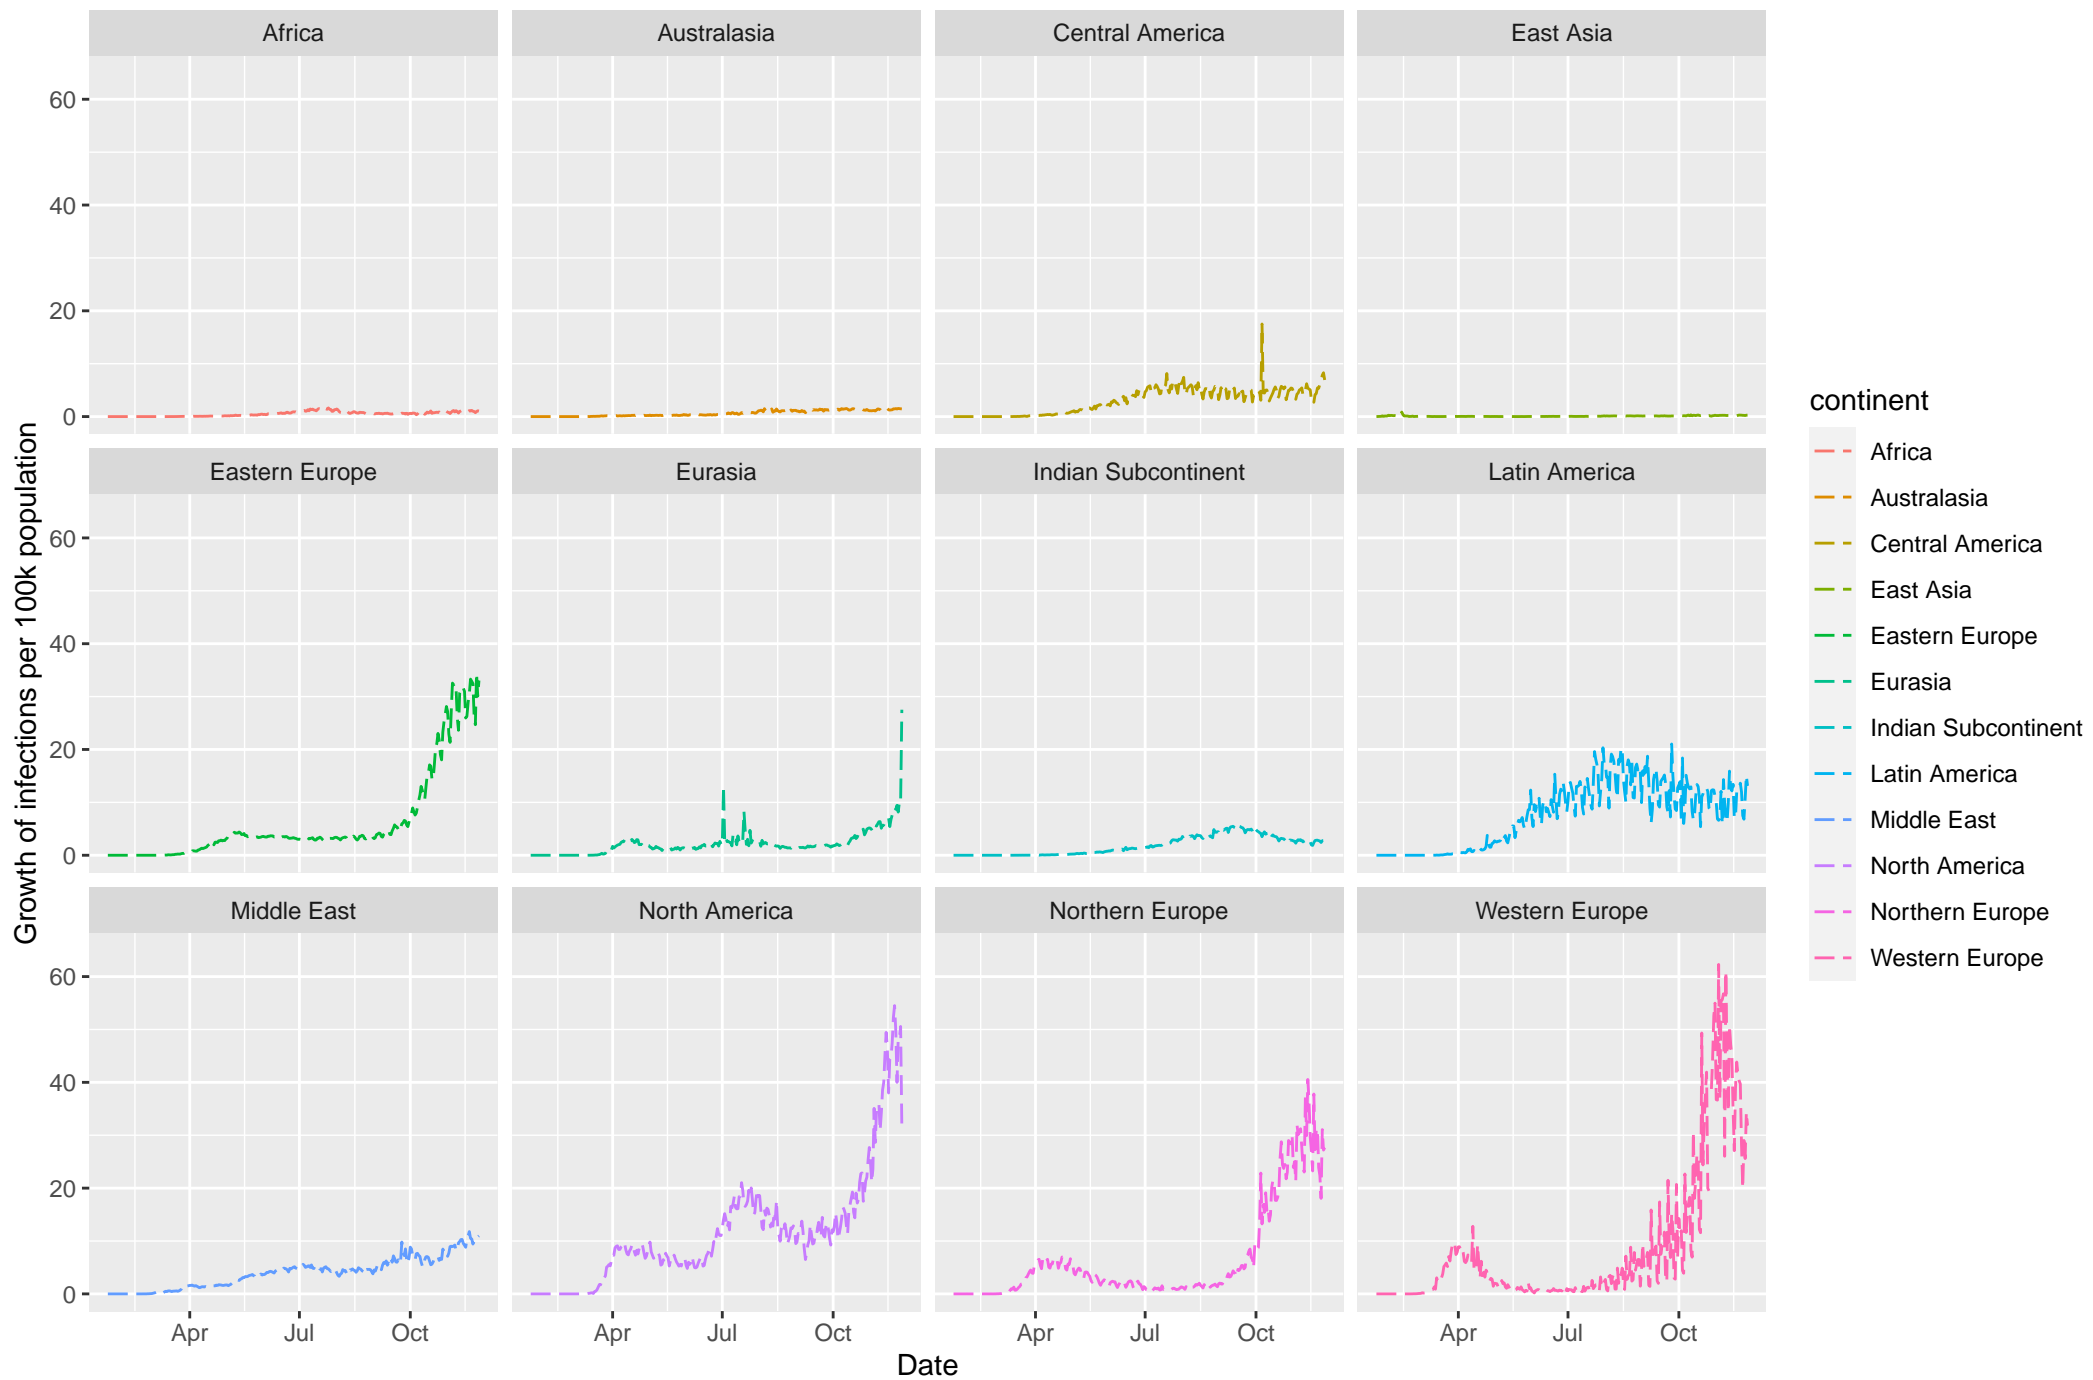 Africa
Australasia
Central America
East Asia
60
40
20
0
Eastern Europe
Eurasia
Indian Subcontinent
Latin America
60
40
20
0
Middle East
North America
Northern Europe
Western Europe
60
40
20
0
Apr Jul Oct
Apr Jul Oct
Apr Jul Oct
Apr Jul Oct
Date
Growth of infections per 100k population
continent
Africa
Australasia
Central America
East Asia
Eastern Europe
Eurasia
Indian Subcontinent
Latin America
Middle East
North America
Northern Europe
Western Europe